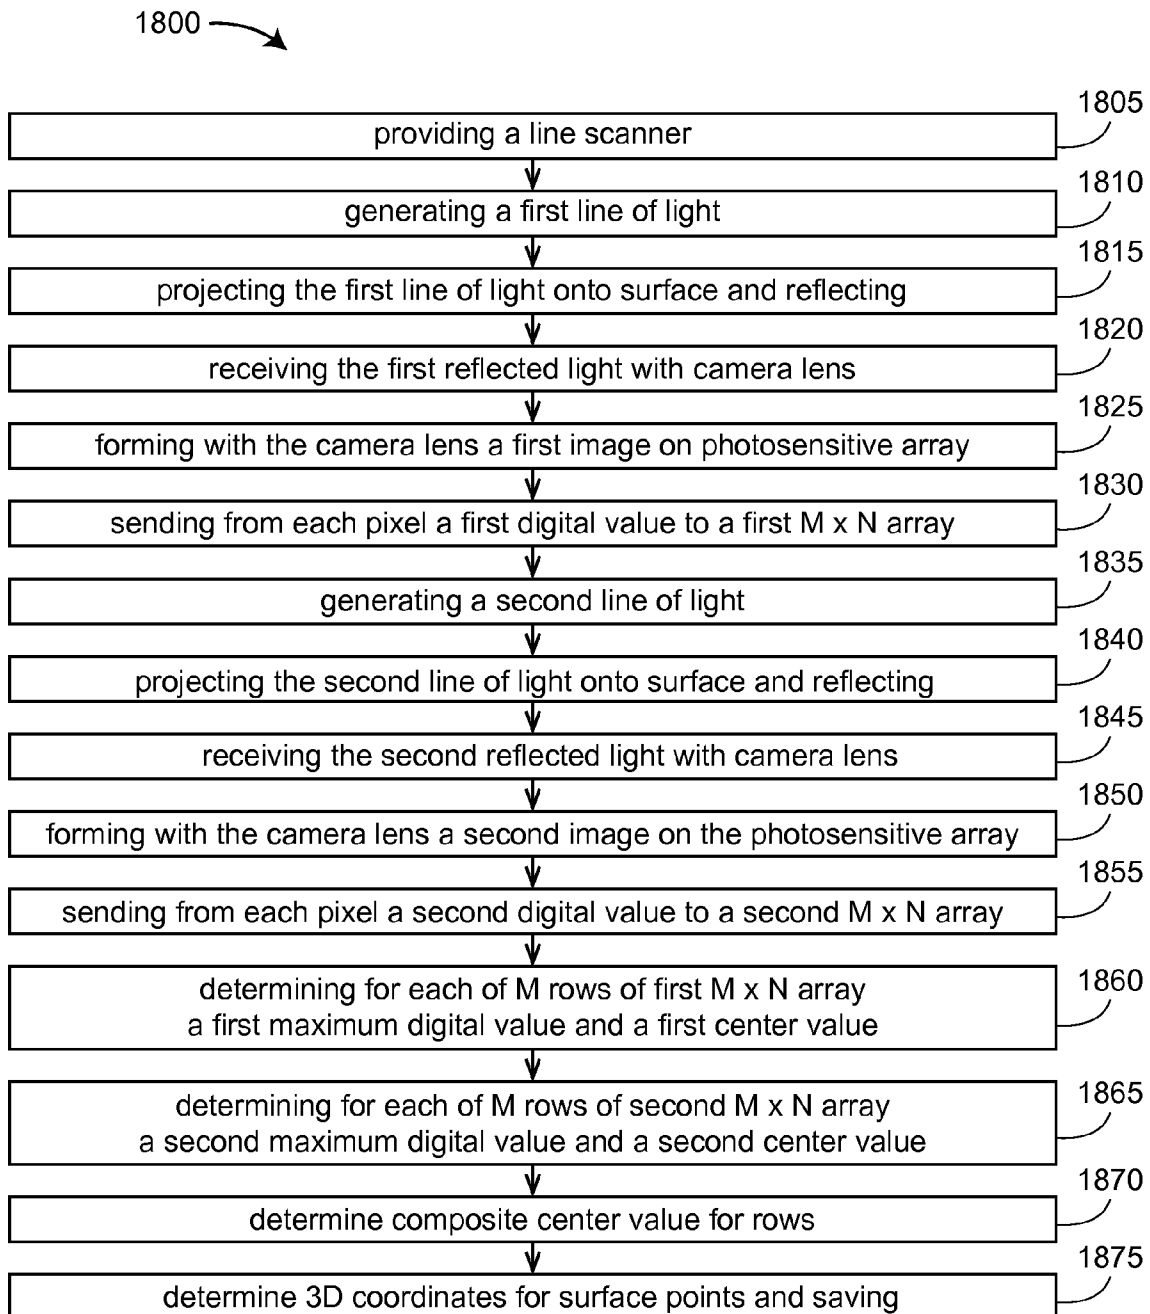 1800
1805
providing a line scanner
1810
generating a first line of light
1815
projecting the first line of light onto surface and reflecting
1820
receiving the first reflected light with camera lens
1825
forming with the camera lens a first image on photosensitive array
1830
sending from each pixel a first digital value to a first M x N array
1835
generating a second line of light
1840
projecting the second line of light onto surface and reflecting
1845
receiving the second reflected light with camera lens
1850
forming with the camera lens a second image on the photosensitive array
1855
sending from each pixel a second digital value to a second M x N array
1860
determining for each of M rows of first M x N array
a first maximum digital value and a first center value
1865
determining for each of M rows of second M x N array
a second maximum digital value and a second center value
1870
determine composite center value for rows
1875
determine 3D coordinates for surface points and saving